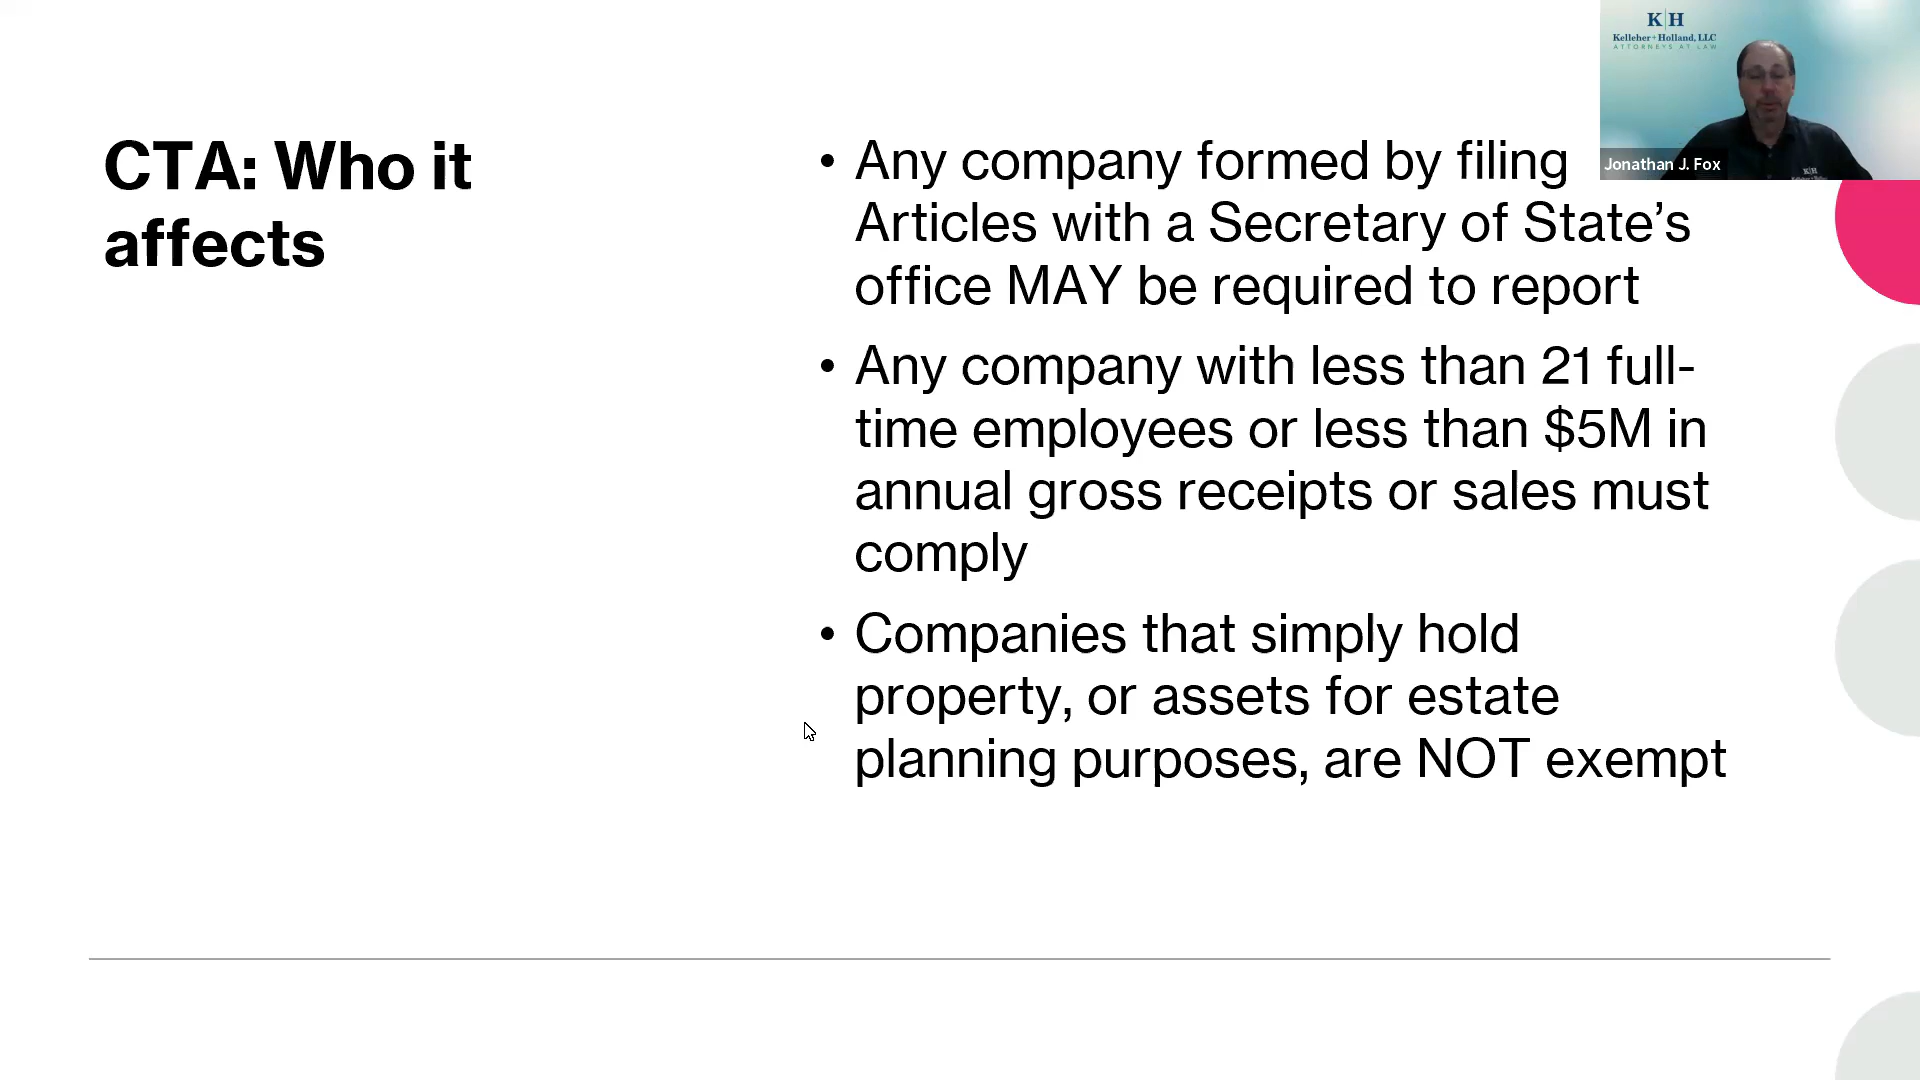 K|H
Kelleher + Holland, LLC
ATTORNEYS AT LAW
Jonathan J. Fox
K|H
CTA: Who it
affects
• Any company formed by filing
Articles with a Secretary of State’s
office MAY be required to report
• Any company with less than 21 full-
time employees or less than $5M in
annual gross receipts or sales must
comply
• Companies that simply hold
property, or assets for estate
planning purposes, are NOT exempt